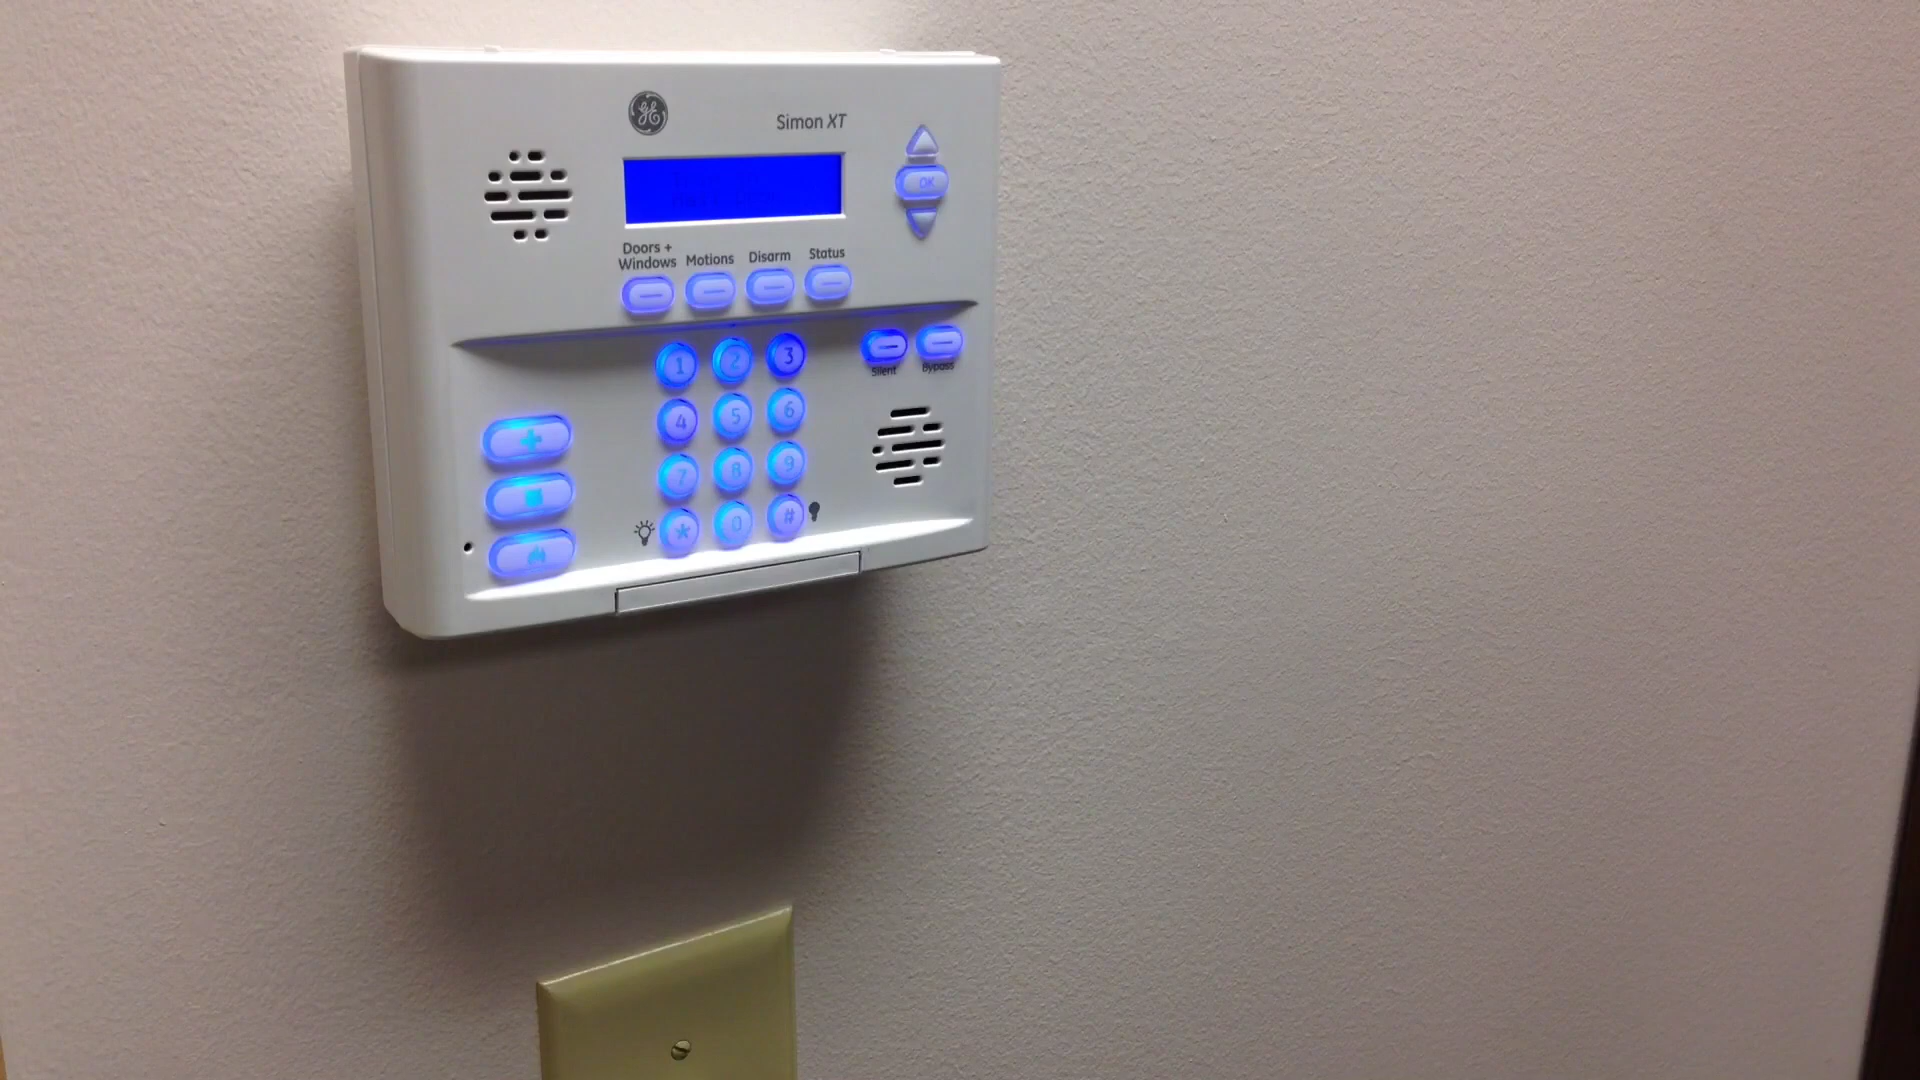 GE
Simon XT
Doors +
Windows Motions Disarm Status
OK
1 2 3
Silent Bypass
4 5 6
7 8 9
* 0 #